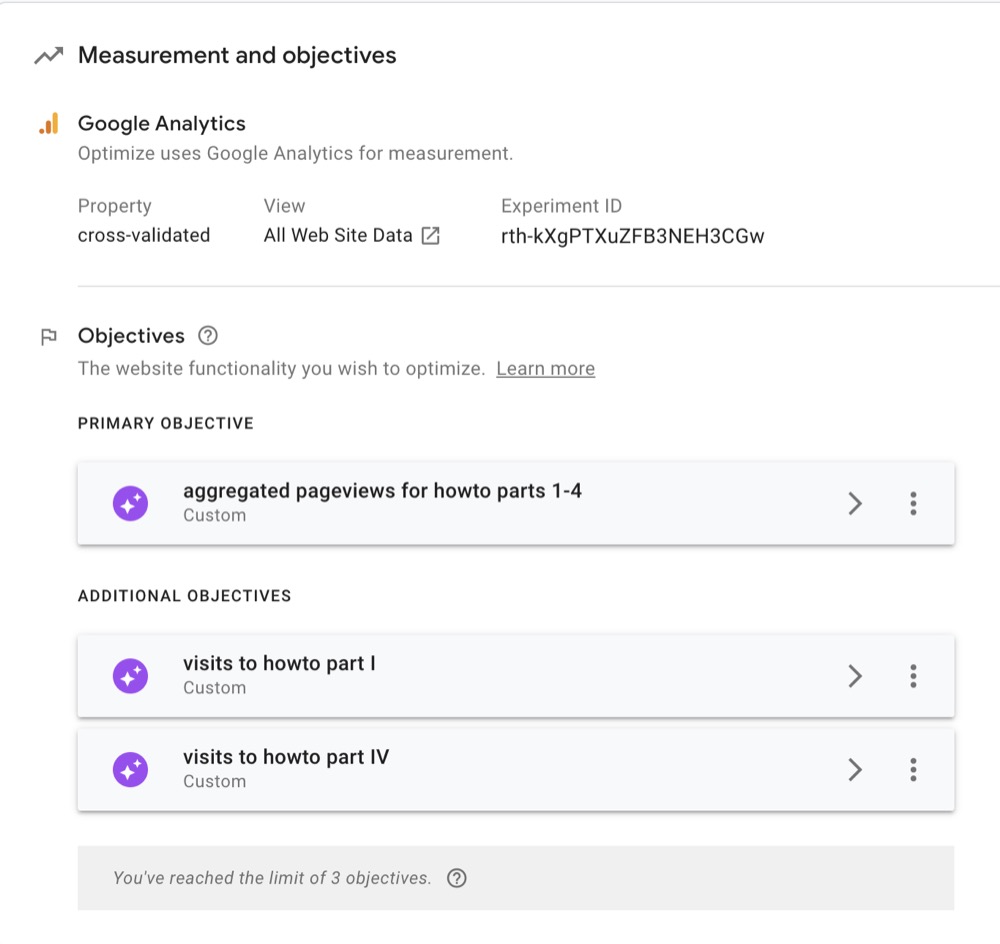 Measurement and objectives
Google Analytics
Optimize uses Google Analytics for measurement.
Property View Experiment ID
cross-validated All Web Site Data rth-kXgPTXuZFB3NEH3CGw
Objectives
The website functionality you wish to optimize. Learn more
PRIMARY OBJECTIVE
aggregated pageviews for howto parts 1-4
Custom
ADDITIONAL OBJECTIVES
visits to howto part I
Custom
visits to howto part IV
Custom
You've reached the limit of 3 objectives.